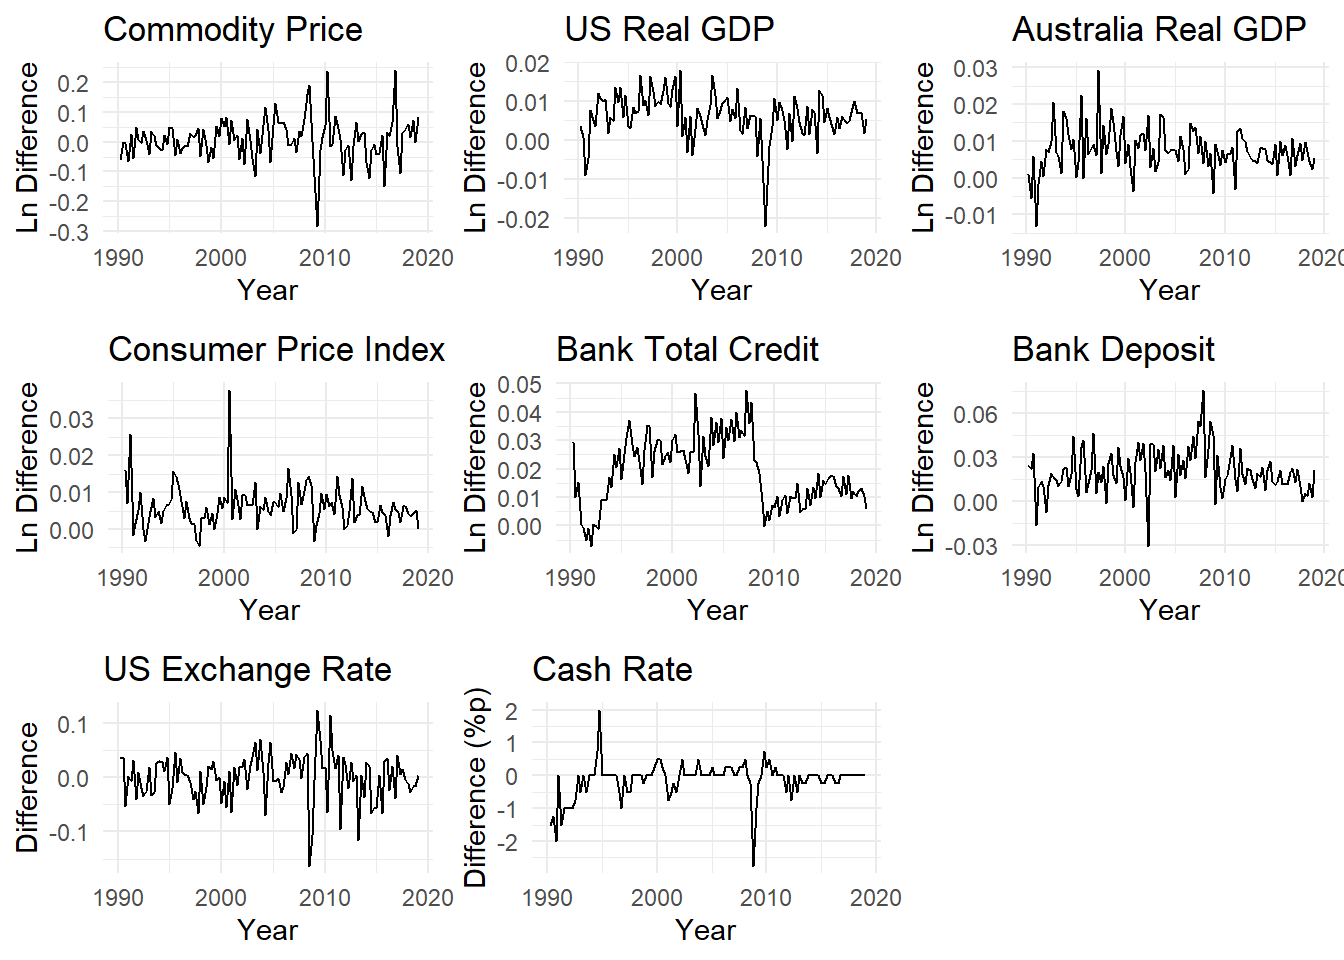 Commodity Price
Ln Difference
0.2
0.1
0.0
-0.1
-0.2
-0.3
1990 2000 2010 2020
Year
US Real GDP
Ln Difference
0.02
0.01
0.00
-0.01
-0.02
1990 2000 2010 2020
Year
Australia Real GDP
Ln Difference
0.03
0.02
0.01
0.00
-0.01
1990 2000 2010 2020
Year
Consumer Price Index
Ln Difference
0.03
0.02
0.01
0.00
1990 2000 2010 2020
Year
Bank Total Credit
Ln Difference
0.05
0.04
0.03
0.02
0.01
0.00
1990 2000 2010 2020
Year
Bank Deposit
Ln Difference
0.06
0.03
0.00
-0.03
1990 2000 2010 2020
Year
US Exchange Rate
Difference
0.1
0.0
-0.1
1990 2000 2010 2020
Year
Cash Rate
Difference (%p)
2
1
0
-1
-2
1990 2000 2010 2020
Year